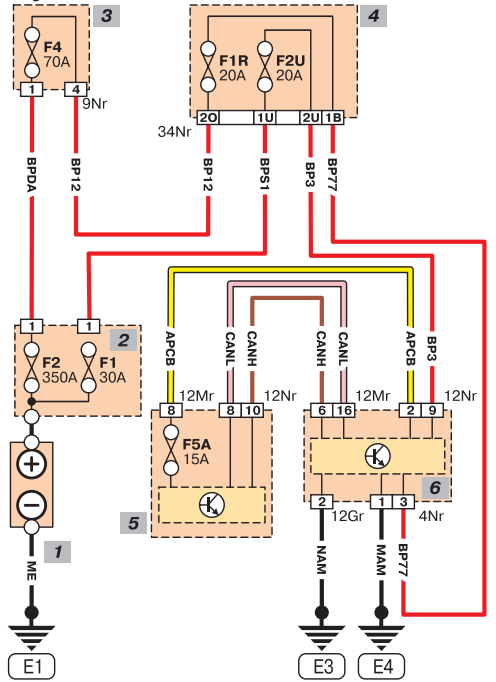 3
4
F4
70A
F1R
20A
F2U
20A
1
4
9Nr
2O
1U
2U
1B
34Nr
BPDA
BP12
BP12
BPS1
BP3
BP77
1
1
2
F2
350A
F1
30A
APCB
CANL
CANH
CANH
CANL
APCB
BP3
12Mr
12Nr
12Mr
12Nr
8
8
10
6
16
2
9
F5A
15A
5
6
2
1
3
12Gr
4Nr
+
−
1
ME
NAM
MAM
BP77
E1
E3
E4